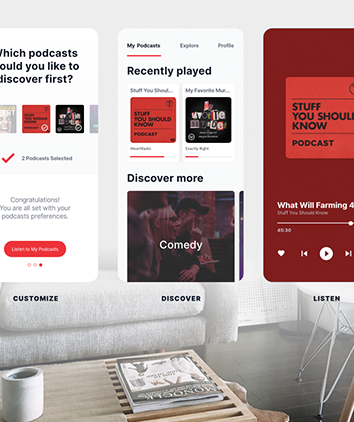 Which podcasts
would you like to
discover first?
2 Podcasts Selected
Congratulations!
You are all set with your
podcasts preferences.
Listen to My Podcasts
CUSTOMIZE
My Podcasts Explore Profile
Recently played
Stuff You Shoul... My Favorite Mur...
STUFF
YOU SHOULD
KNOW
PODCAST
iHeartRadio Exactly Right
Discover more
Comedy
DISCOVER
STUFF
YOU SHOULD
KNOW
PODCAST
What Will Farming 4
Stuff You Should Know
45:30
LISTEN